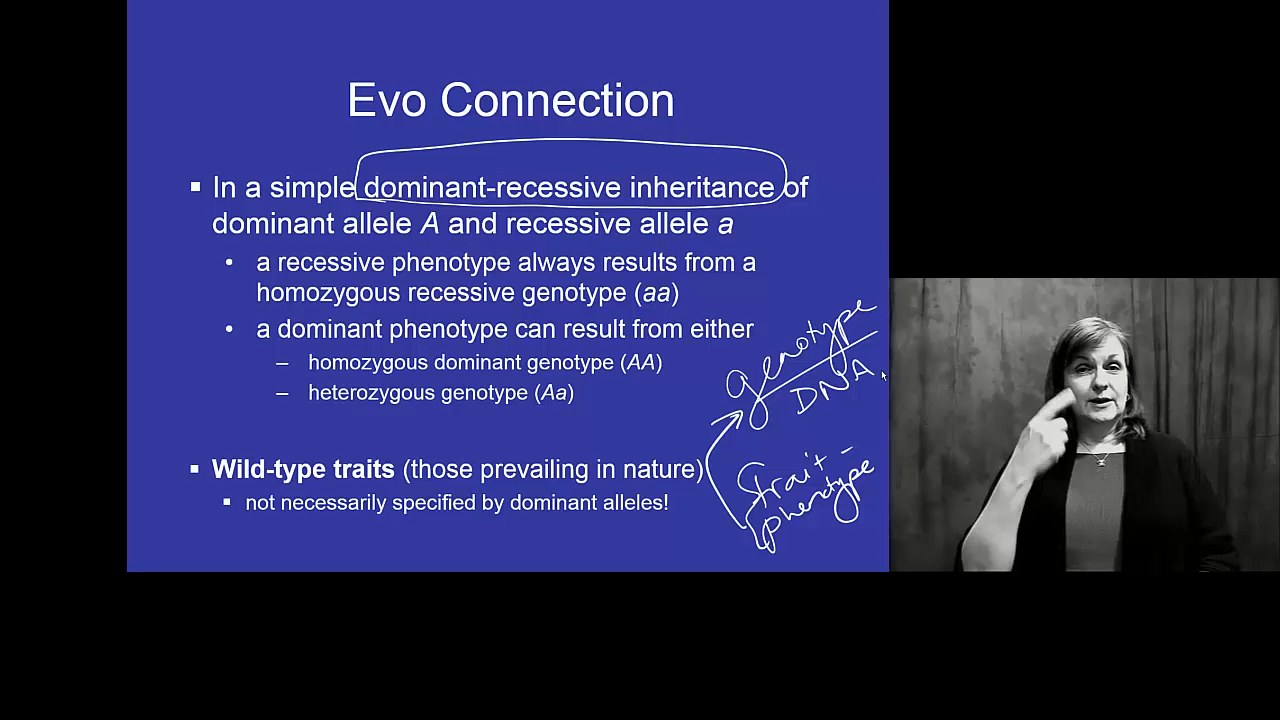 Evo Connection
▪ In a simple dominant-recessive inheritance of
dominant allele A and recessive allele a
• a recessive phenotype always results from a
homozygous recessive genotype (aa)
• a dominant phenotype can result from either
– homozygous dominant genotype (AA)
– heterozygous genotype (Aa)
▪ Wild-type traits (those prevailing in nature)
▪ not necessarily specified by dominant alleles!
genotype
DNA
trait -
phenotype